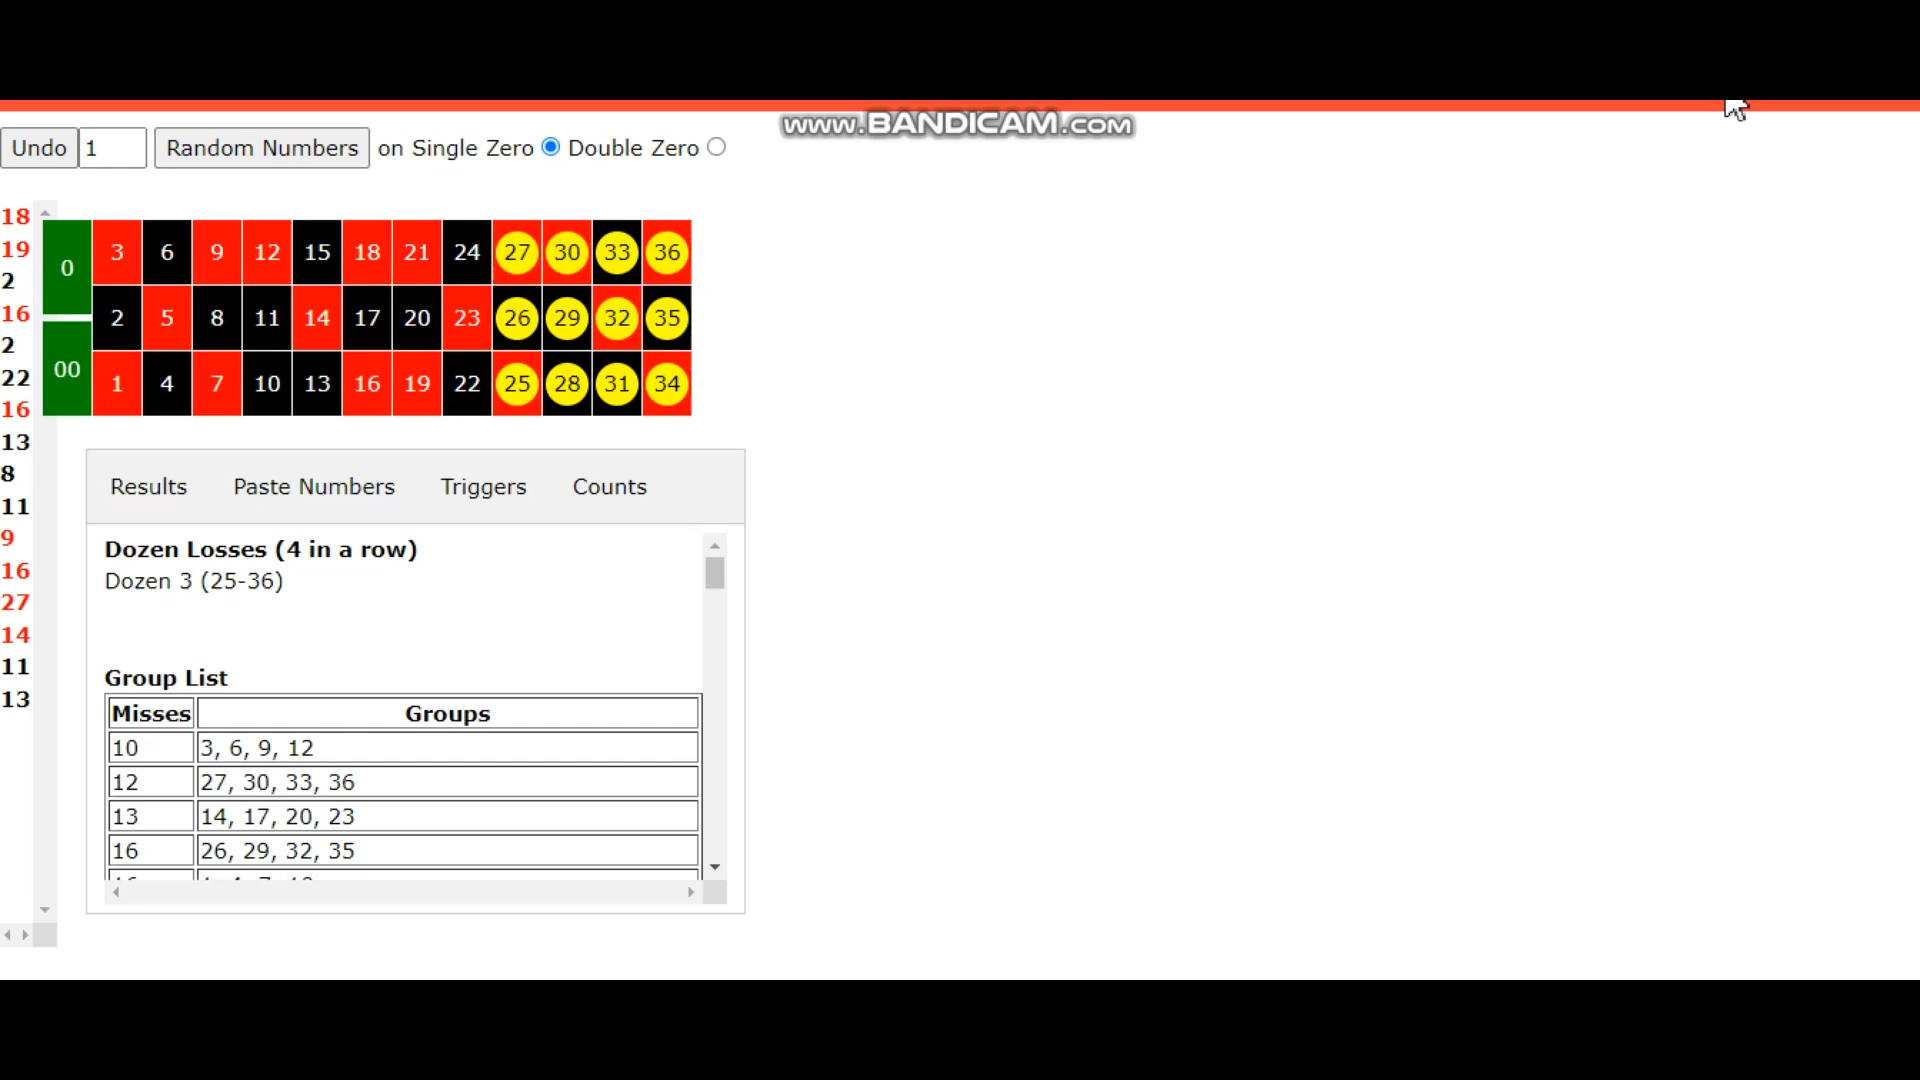 www.BANDICAM.com
Undo 1 Random Numbers on Single Zero Double Zero
18
19
2
16
2
22
16
13
8
11
9
16
27
14
11
13
0
00
3 6 9 12 15 18 21 24 27 30 33 36
2 5 8 11 14 17 20 23 26 29 32 35
1 4 7 10 13 16 19 22 25 28 31 34
Results Paste Numbers Triggers Counts
Dozen Losses (4 in a row)
Dozen 3 (25-36)
Group List
Misses Groups
10 3, 6, 9, 12
12 27, 30, 33, 36
13 14, 17, 20, 23
16 26, 29, 32, 35